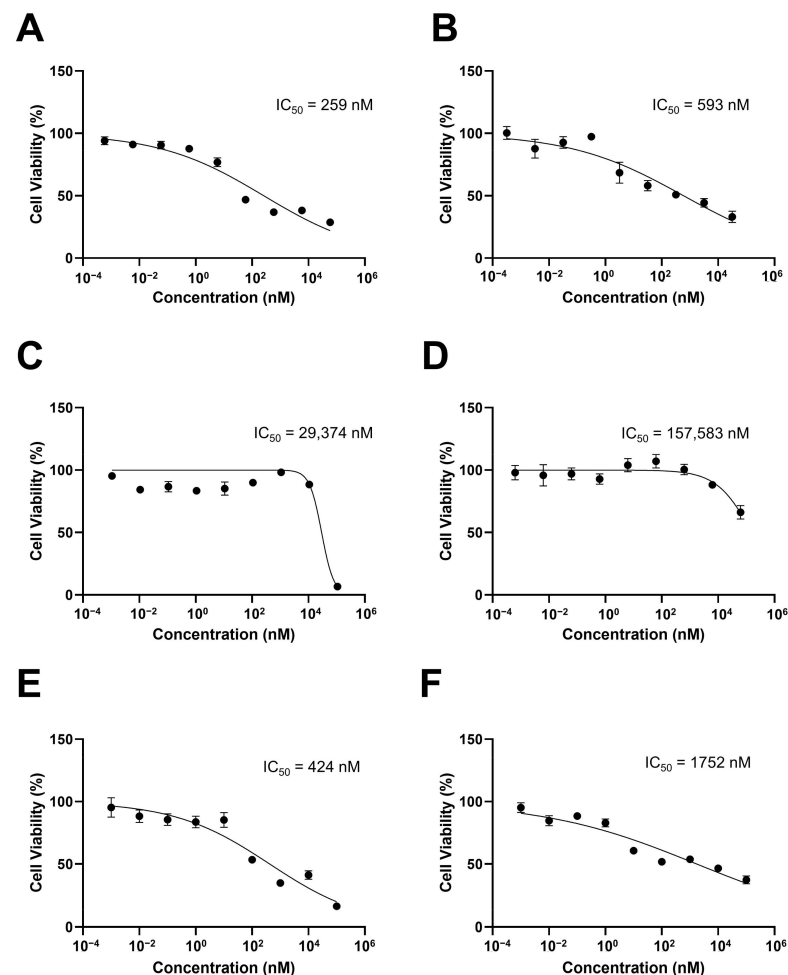 A
B
150
100
50
0
Cell Viability (%)
IC₅₀ = 259 nM
10⁻⁴ 10⁻² 10⁰ 10² 10⁴ 10⁶
Concentration (nM)
150
100
50
0
Cell Viability (%)
IC₅₀ = 593 nM
10⁻⁴ 10⁻² 10⁰ 10² 10⁴ 10⁶
Concentration (nM)
C
D
150
100
50
0
Cell Viability (%)
IC₅₀ = 29,374 nM
10⁻⁴ 10⁻² 10⁰ 10² 10⁴ 10⁶
Concentration (nM)
150
100
50
0
Cell Viability (%)
IC₅₀ = 157,583 nM
10⁻⁴ 10⁻² 10⁰ 10² 10⁴ 10⁶
Concentration (nM)
E
F
150
100
50
0
Cell Viability (%)
IC₅₀ = 424 nM
10⁻⁴ 10⁻² 10⁰ 10² 10⁴ 10⁶
Concentration (nM)
150
100
50
0
Cell Viability (%)
IC₅₀ = 1752 nM
10⁻⁴ 10⁻² 10⁰ 10² 10⁴ 10⁶
Concentration (nM)